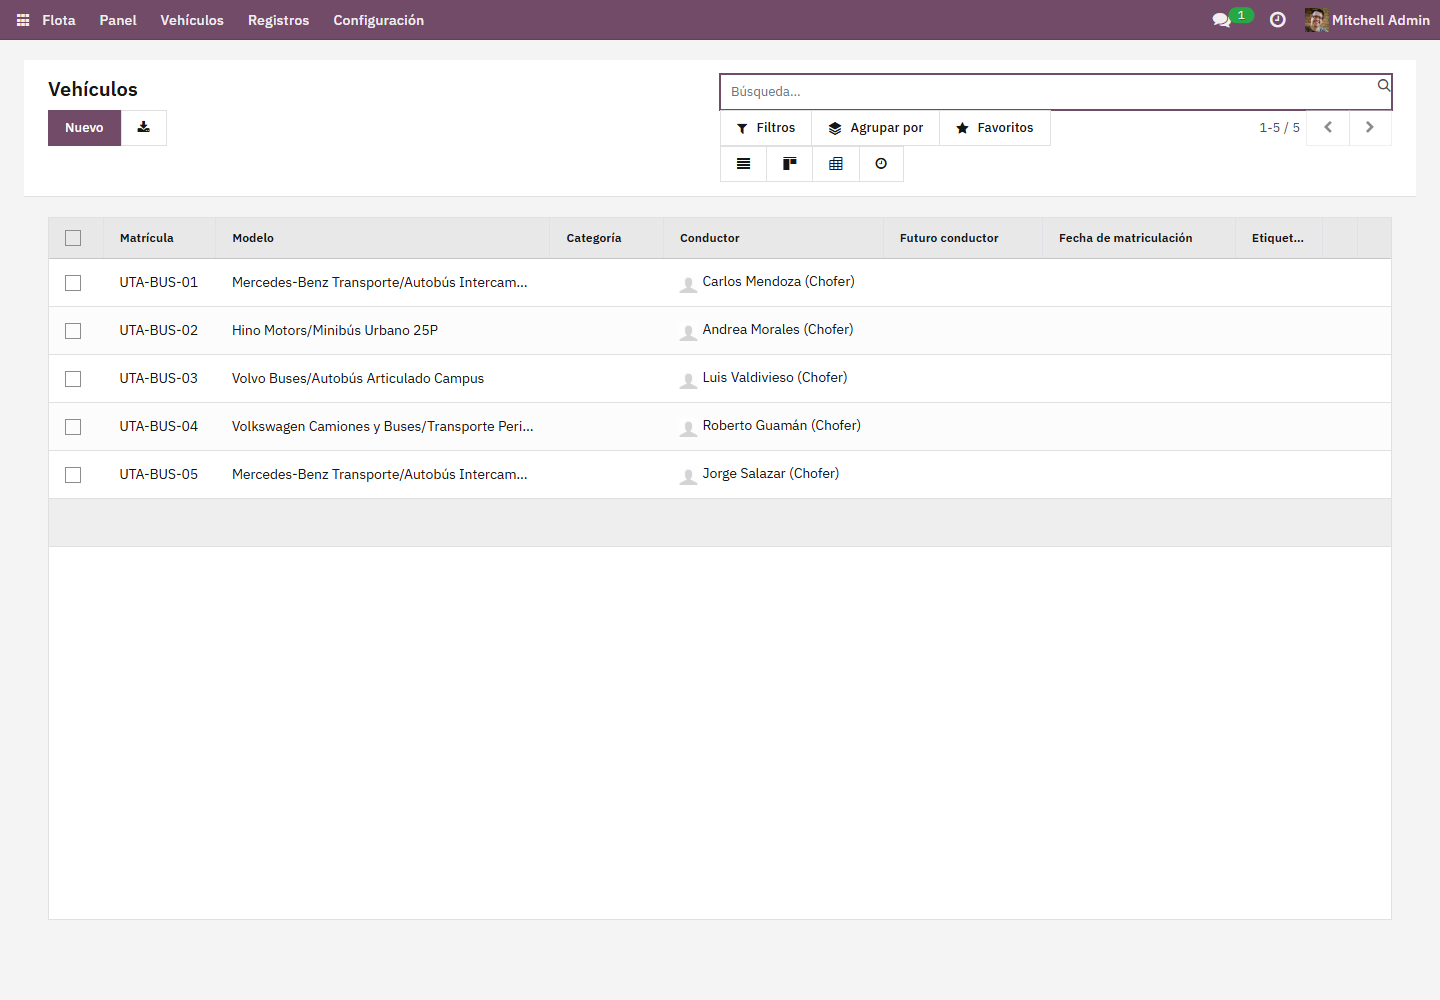 Flota Panel Vehículos Registros Configuración 1 Mitchell Admin
Vehículos
Búsqueda...
Nuevo
Filtros Agrupar por Favoritos 1-5 / 5
Matrícula Modelo Categoría Conductor Futuro conductor Fecha de matriculación Etiquet...
UTA-BUS-01 Mercedes-Benz Transporte/Autobús Intercam... Carlos Mendoza (Chofer)
UTA-BUS-02 Hino Motors/Minibús Urbano 25P Andrea Morales (Chofer)
UTA-BUS-03 Volvo Buses/Autobús Articulado Campus Luis Valdivieso (Chofer)
UTA-BUS-04 Volkswagen Camiones y Buses/Transporte Peri... Roberto Guamán (Chofer)
UTA-BUS-05 Mercedes-Benz Transporte/Autobús Intercam... Jorge Salazar (Chofer)